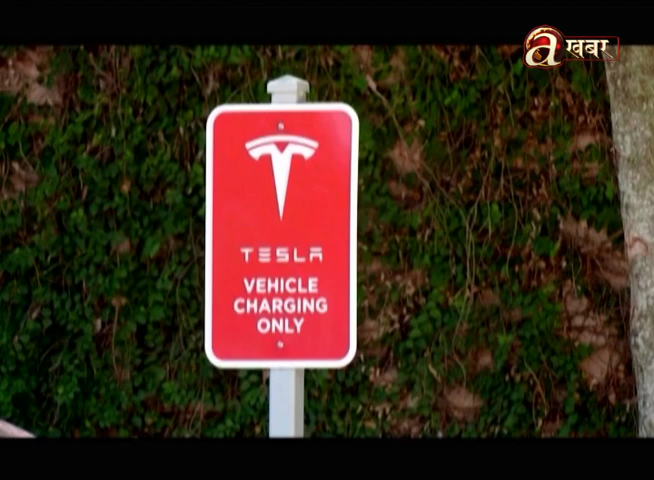 a खबर
TESLA
VEHICLE
CHARGING
ONLY